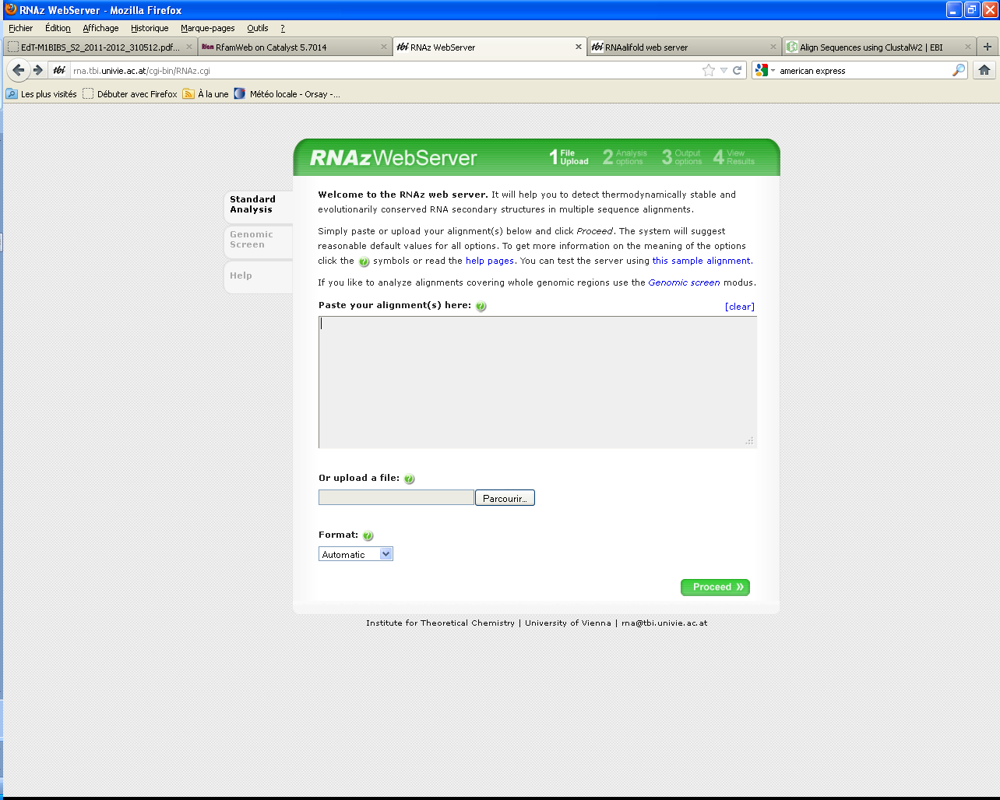 RNAz WebServer - Mozilla Firefox
Fichier Édition Affichage Historique Marque-pages Outils ?
EdT-M1BIBS_S2_2011-2012_310512.pdf... Rfam RfamWeb on Catalyst 5.7014 tbi RNAz WebServer tbi RNAalifold web server Align Sequences using ClustalW2 | EBI
tbi rna.tbi.univie.ac.at/cgi-bin/RNAz.cgi american express
Les plus visités Débuter avec Firefox À la une Météo locale - Orsay -...
RNAz WebServer 1 File Upload 2 Analysis options 3 Output options 4 View Results
Standard Analysis
Genomic Screen
Help
Welcome to the RNAz web server. It will help you to detect thermodynamically stable and
evolutionarily conserved RNA secondary structures in multiple sequence alignments.
Simply paste or upload your alignment(s) below and click Proceed. The system will suggest
reasonable default values for all options. To get more information on the meaning of the options
click the ? symbols or read the help pages. You can test the server using this sample alignment.
If you like to analyze alignments covering whole genomic regions use the Genomic screen modus.
Paste your alignment(s) here: ? [clear]
Or upload a file: ?
Parcourir...
Format: ?
Automatic
Proceed »
Institute for Theoretical Chemistry | University of Vienna | rna@tbi.univie.ac.at